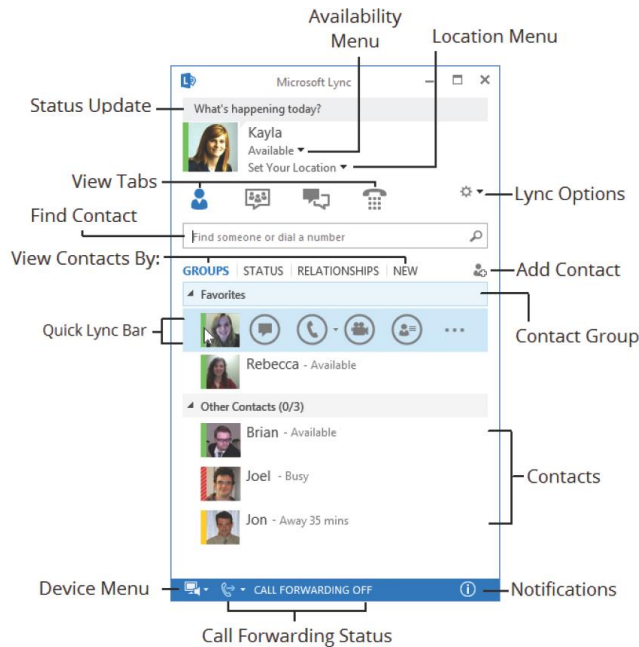 Availability
Menu
Location Menu
Microsoft Lync
Status Update
What's happening today?
Kayla
Available
Set Your Location
View Tabs
Lync Options
Find Contact
Find someone or dial a number
View Contacts By:
GROUPS STATUS RELATIONSHIPS NEW
Add Contact
Favorites
Quick Lync Bar
Contact Group
Rebecca - Available
Other Contacts (0/3)
Brian - Available
Joel - Busy
Contacts
Jon - Away 35 mins
Device Menu
CALL FORWARDING OFF
Notifications
Call Forwarding Status